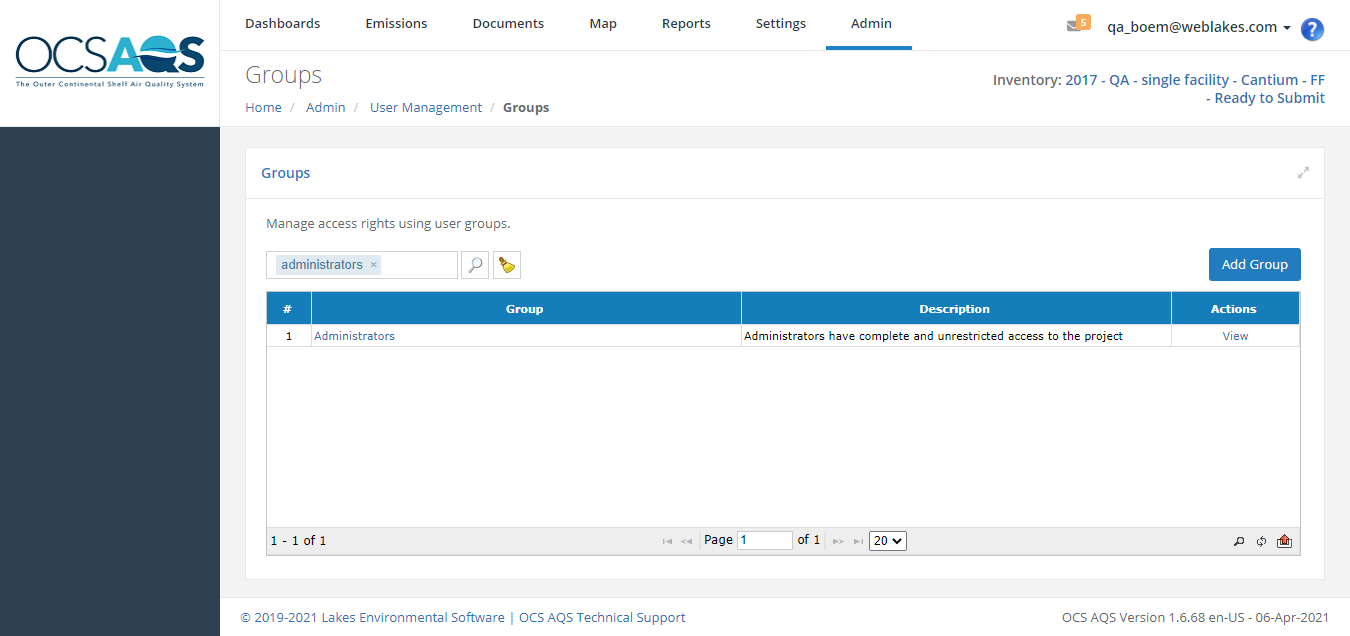 OCSAQS
The Outer Continental Shelf Air Quality System
Dashboards Emissions Documents Map Reports Settings Admin
5 qa_boem@weblakes.com ?
Groups
Home / Admin / User Management / Groups
Inventory: 2017 - QA - single facility - Cantium - FF
- Ready to Submit
Groups
Manage access rights using user groups.
administrators ×
Add Group
# Group Description Actions
1 Administrators Administrators have complete and unrestricted access to the project View
1 - 1 of 1 Page 1 of 1 20
© 2019-2021 Lakes Environmental Software | OCS AQS Technical Support OCS AQS Version 1.6.68 en-US - 06-Apr-2021